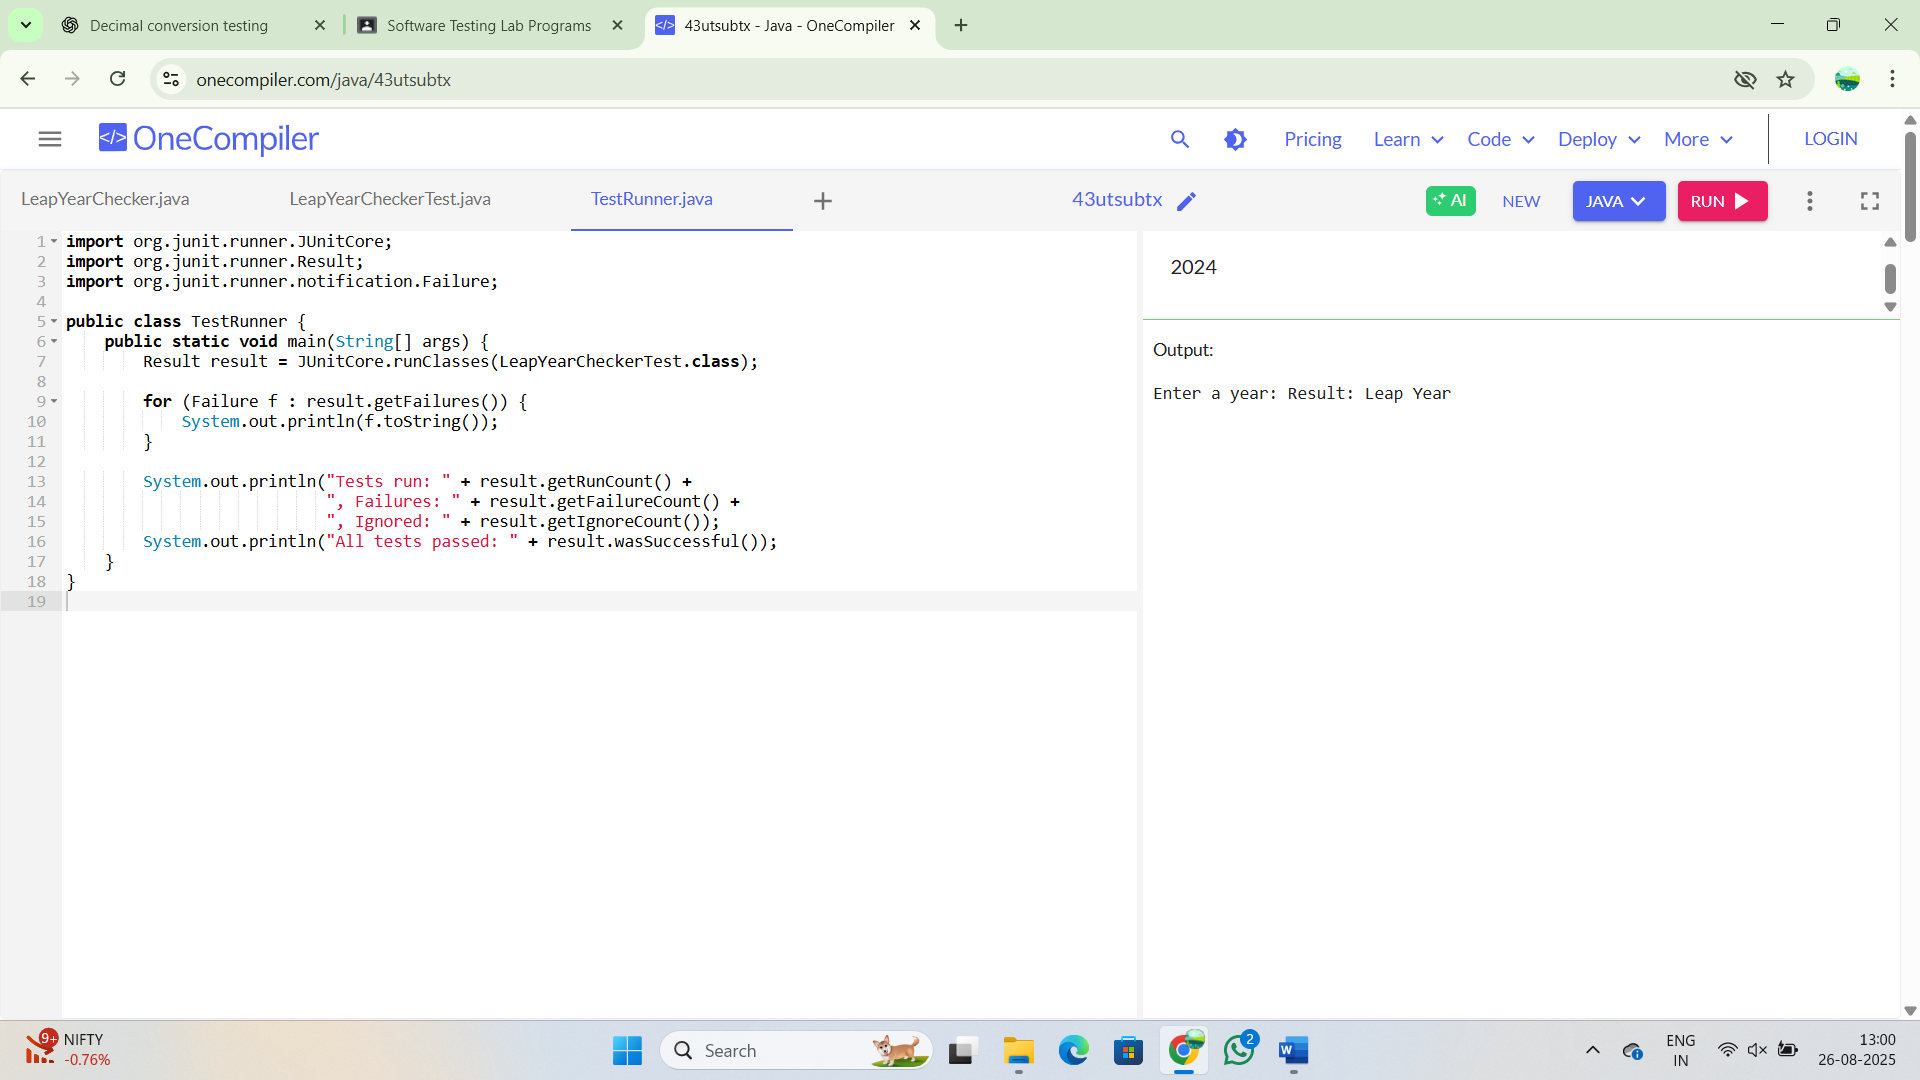 Decimal conversion testing
Software Testing Lab Programs
</> 43utsubtx - Java - OneCompiler
onecompiler.com/java/43utsubtx
</> OneCompiler
Pricing
Learn
Code
Deploy
More
LOGIN
LeapYearChecker.java
LeapYearCheckerTest.java
TestRunner.java
43utsubtx
AI
NEW
JAVA
RUN
1 import org.junit.runner.JUnitCore;
2 import org.junit.runner.Result;
3 import org.junit.runner.notification.Failure;
4
5 public class TestRunner {
6     public static void main(String[] args) {
7         Result result = JUnitCore.runClasses(LeapYearCheckerTest.class);
8
9         for (Failure f : result.getFailures()) {
10             System.out.println(f.toString());
11         }
12
13         System.out.println("Tests run: " + result.getRunCount() +
14                            ", Failures: " + result.getFailureCount() +
15                            ", Ignored: " + result.getIgnoreCount());
16         System.out.println("All tests passed: " + result.wasSuccessful());
17     }
18 }
19
2024
Output:
Enter a year: Result: Leap Year
9+ NIFTY
-0.76%
Search
2
W
ENG
IN
13:00
26-08-2025